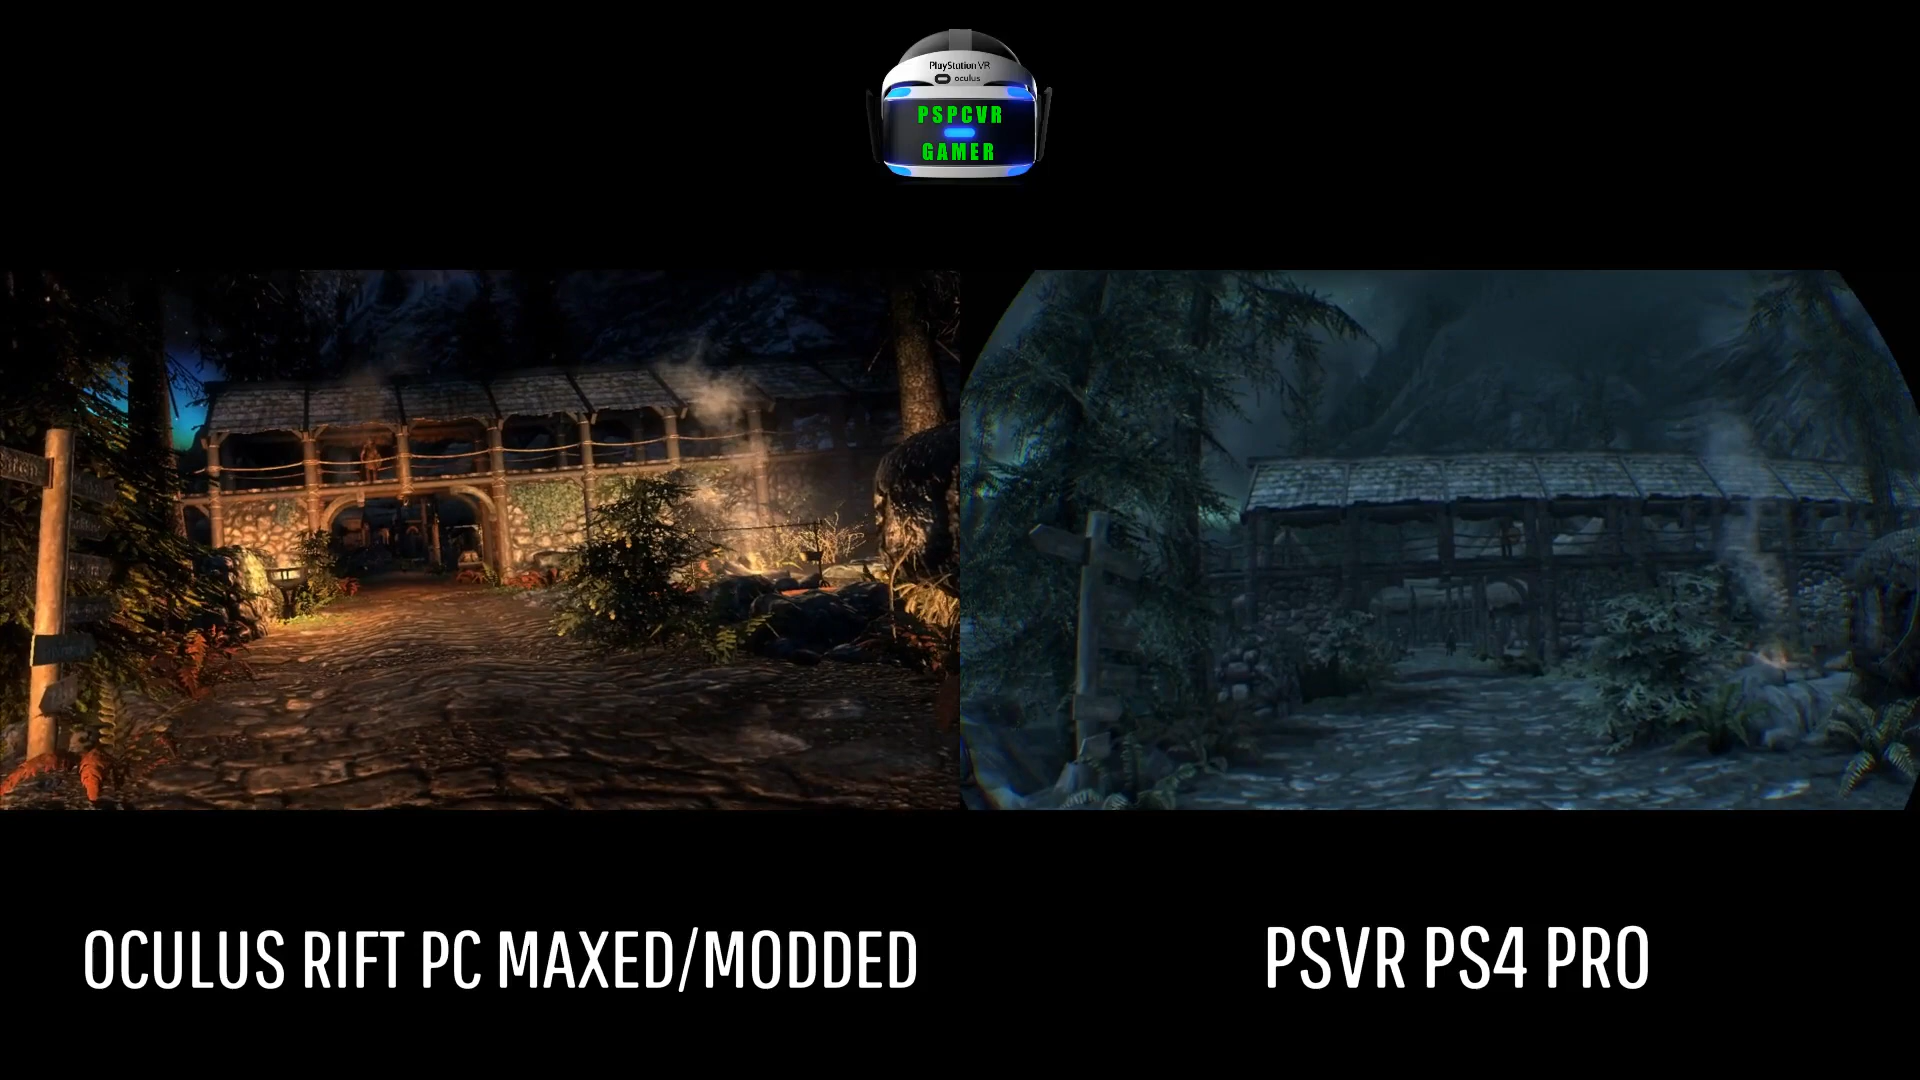 PlayStation VR
oculus
PSPCVR
GAMER
OCULUS RIFT PC MAXED/MODDED
PSVR PS4 PRO